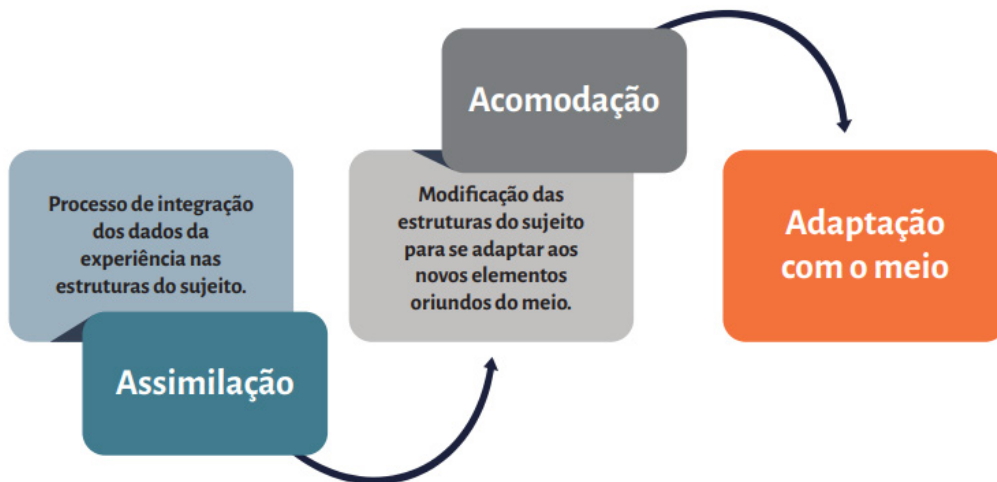 Processo de integração
dos dados da
experiência nas
estruturas do sujeito.
Assimilação
Acomodação
Modificação das
estruturas do sujeito
para se adaptar aos
novos elementos
oriundos do meio.
Adaptação
com o meio